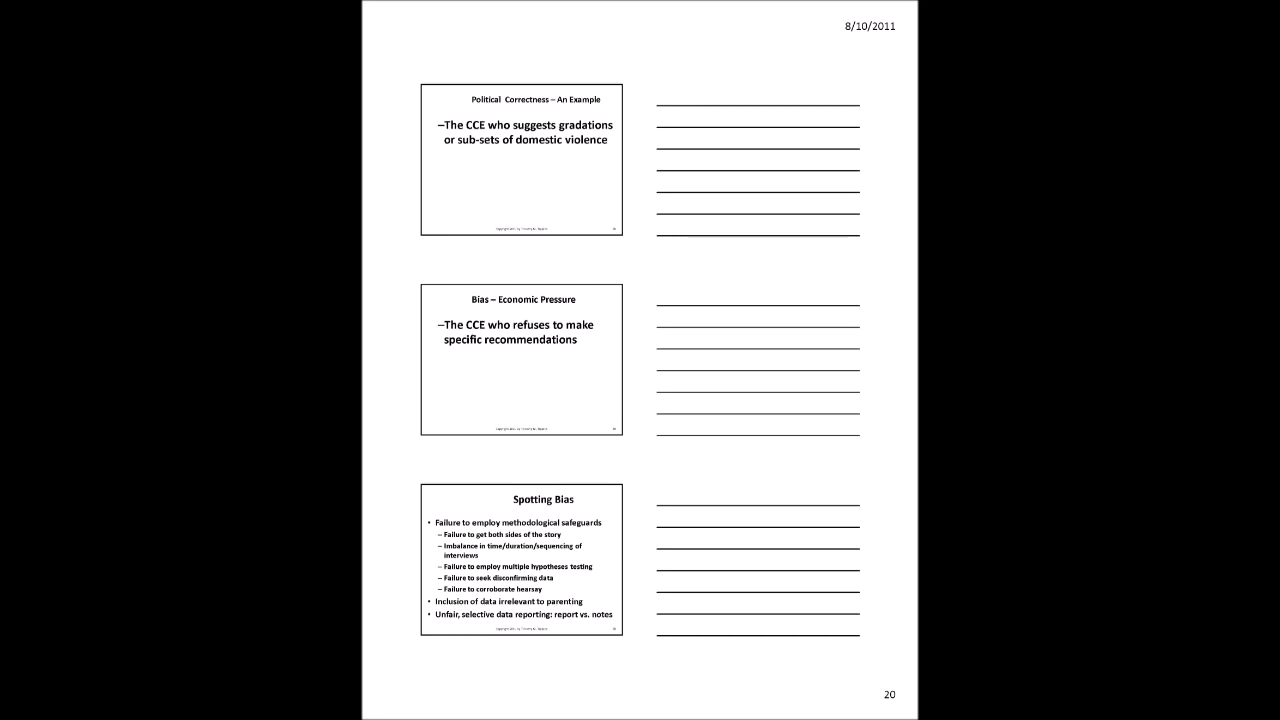 8/10/2011
Political Correctness – An Example
–The CCE who suggests gradations
or sub-sets of domestic violence
Bias – Economic Pressure
–The CCE who refuses to make
specific recommendations
Spotting Bias
• Failure to employ methodological safeguards
– Failure to get both sides of the story
– Imbalance in time/duration/sequencing of
interviews
– Failure to employ multiple hypotheses testing
– Failure to seek disconfirming data
– Failure to corroborate hearsay
• Inclusion of data irrelevant to parenting
• Unfair, selective data reporting: report vs. notes
20